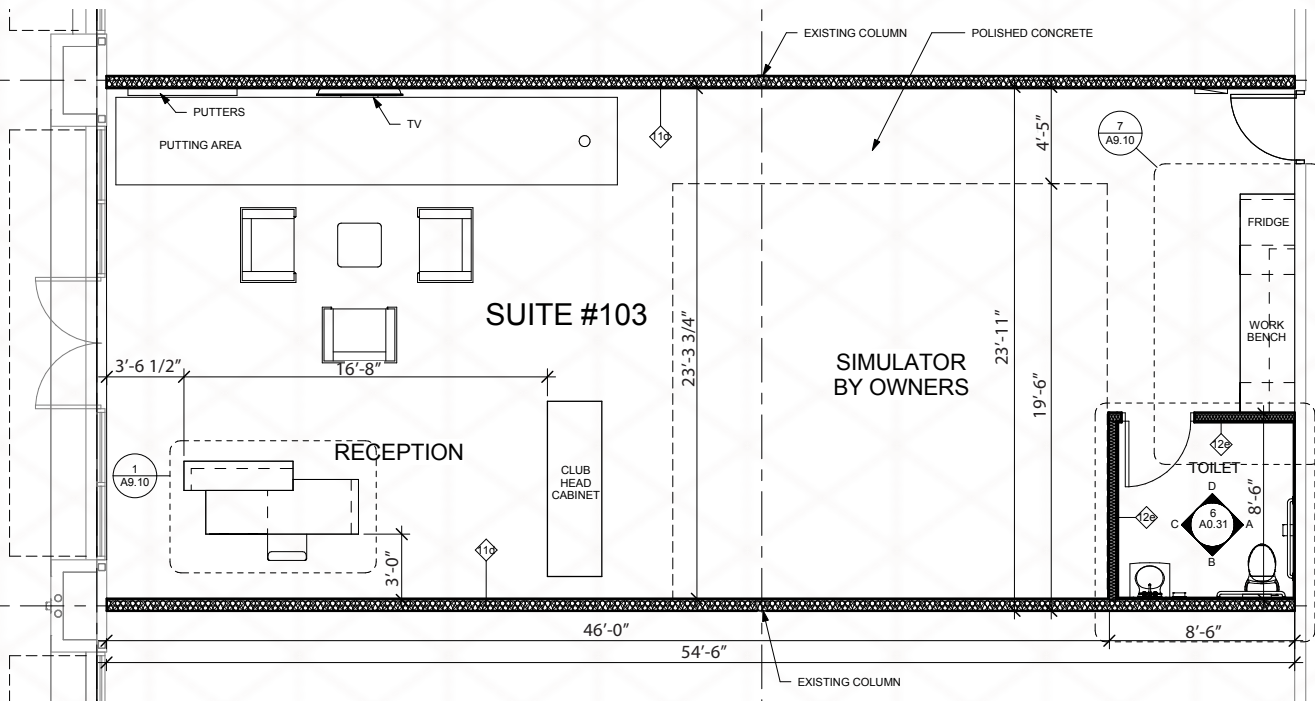 EXISTING COLUMN
POLISHED CONCRETE
PUTTERS
TV
PUTTING AREA
11d
4'-5"
7
A9.10
FRIDGE
SUITE #103
23'-3 3/4"
23'-11"
SIMULATOR
BY OWNERS
WORK
BENCH
3'-6 1/2"
16'-8"
19'-6"
RECEPTION
1
A9.10
CLUB
HEAD
CABINET
12e
TOILET
D
6
A0.31
C
A
B
8'-6"
12e
11d
3'-0"
46'-0"
8'-6"
54'-6"
EXISTING COLUMN